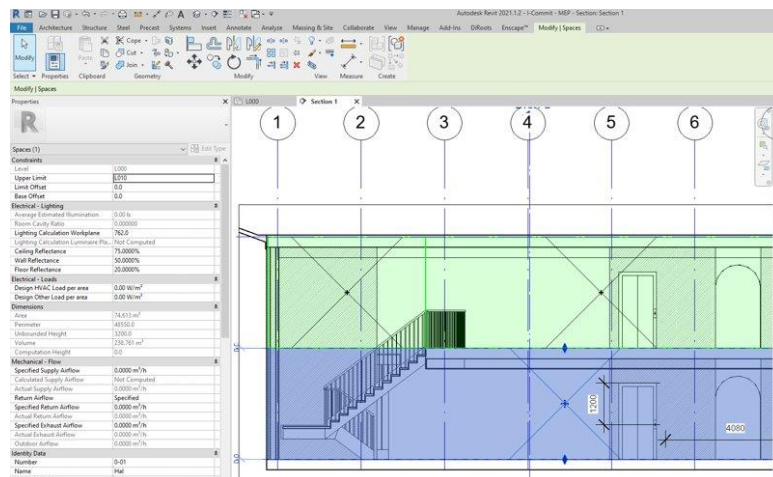 Autodesk Revit 2021.1.2 - I-Commit - MEP - Section: Section 1
File Architecture Structure Steel Precast Systems Insert Annotate Analyze Massing & Site Collaborate View Manage Add-Ins DiRoots Enscape™ Modify | Spaces
Modify
Paste
Cope
Cut
Join
Select Properties Clipboard Geometry Modify View Measure Create
Modify | Spaces
Properties
L000
Section 1
R
Spaces (1)
Edit Type
Constraints
Level L000
Upper Limit L010
Limit Offset 0.0
Base Offset 0.0
Electrical - Lighting
Average Estimated Illumination 0.00 lx
Room Cavity Ratio 0.000000
Lighting Calculation Workplane 762.0
Lighting Calculation Luminaire Pla... Not Computed
Ceiling Reflectance 75.0000%
Wall Reflectance 50.0000%
Floor Reflectance 20.0000%
Electrical - Loads
Design HVAC Load per area 0.00 W/m²
Design Other Load per area 0.00 W/m²
Dimensions
Area 74.613 m²
Perimeter 48550.0
Unbounded Height 3200.0
Volume 238.761 m³
Computation Height 0.0
Mechanical - Flow
Specified Supply Airflow 0.0000 m³/h
Calculated Supply Airflow Not Computed
Actual Supply Airflow 0.0000 m³/h
Return Airflow Specified
Specified Return Airflow 0.0000 m³/h
Actual Return Airflow 0.0000 m³/h
Specified Exhaust Airflow 0.0000 m³/h
Actual Exhaust Airflow 0.0000 m³/h
Outdoor Airflow 0.0000 m³/h
Identity Data
Number 0-01
Name Hal
1 2 3 4 5 6
0.0
1200
4080
0.0